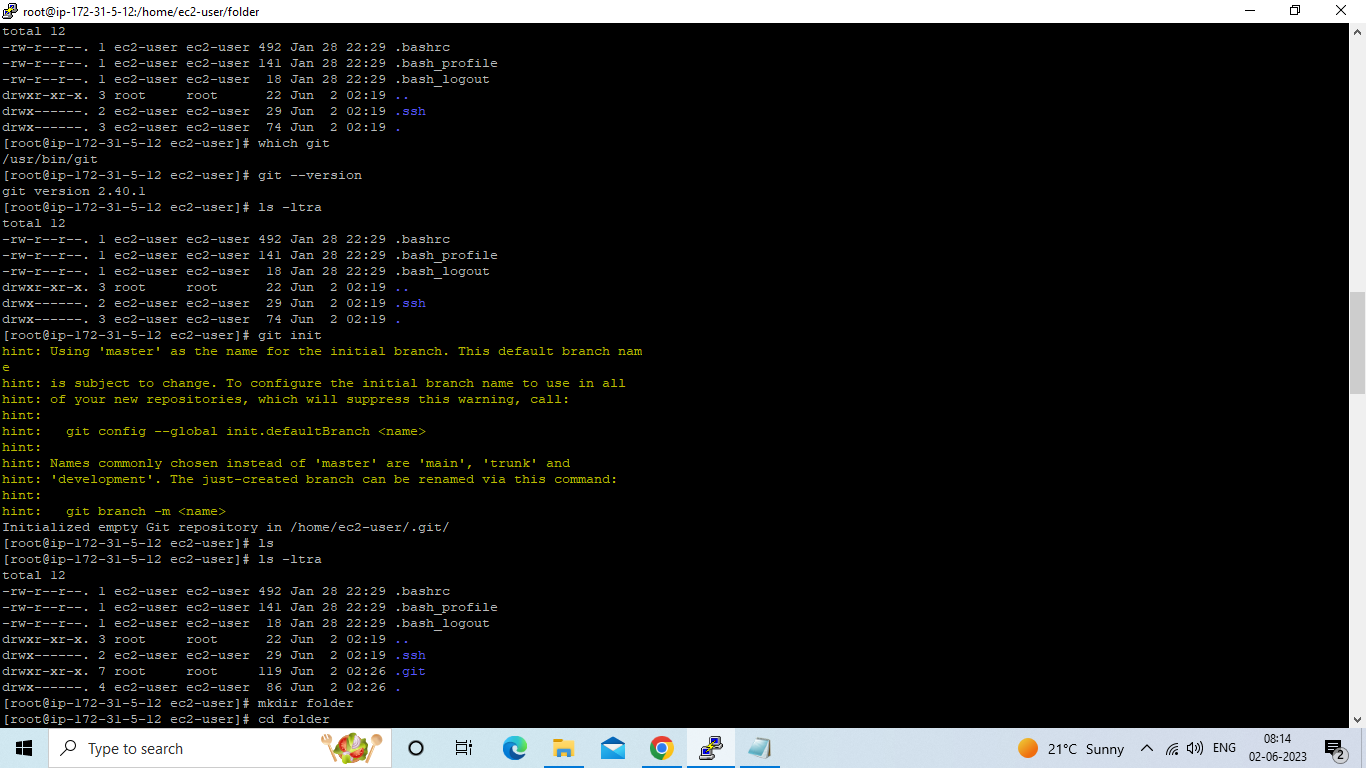 root@ip-172-31-5-12:/home/ec2-user/folder
total 12
-rw-r--r--. 1 ec2-user ec2-user 492 Jan 28 22:29 .bashrc
-rw-r--r--. 1 ec2-user ec2-user 141 Jan 28 22:29 .bash_profile
-rw-r--r--. 1 ec2-user ec2-user  18 Jan 28 22:29 .bash_logout
drwxr-xr-x. 3 root     root      22 Jun  2 02:19 ..
drwx------. 2 ec2-user ec2-user  29 Jun  2 02:19 .ssh
drwx------. 3 ec2-user ec2-user  74 Jun  2 02:19 .
[root@ip-172-31-5-12 ec2-user]# which git
/usr/bin/git
[root@ip-172-31-5-12 ec2-user]# git --version
git version 2.40.1
[root@ip-172-31-5-12 ec2-user]# ls -ltra
total 12
-rw-r--r--. 1 ec2-user ec2-user 492 Jan 28 22:29 .bashrc
-rw-r--r--. 1 ec2-user ec2-user 141 Jan 28 22:29 .bash_profile
-rw-r--r--. 1 ec2-user ec2-user  18 Jan 28 22:29 .bash_logout
drwxr-xr-x. 3 root     root      22 Jun  2 02:19 ..
drwx------. 2 ec2-user ec2-user  29 Jun  2 02:19 .ssh
drwx------. 3 ec2-user ec2-user  74 Jun  2 02:19 .
[root@ip-172-31-5-12 ec2-user]# git init
hint: Using 'master' as the name for the initial branch. This default branch nam
e
hint: is subject to change. To configure the initial branch name to use in all
hint: of your new repositories, which will suppress this warning, call:
hint:
hint:   git config --global init.defaultBranch <name>
hint:
hint: Names commonly chosen instead of 'master' are 'main', 'trunk' and
hint: 'development'. The just-created branch can be renamed via this command:
hint:
hint:   git branch -m <name>
Initialized empty Git repository in /home/ec2-user/.git/
[root@ip-172-31-5-12 ec2-user]# ls
[root@ip-172-31-5-12 ec2-user]# ls -ltra
total 12
-rw-r--r--. 1 ec2-user ec2-user 492 Jan 28 22:29 .bashrc
-rw-r--r--. 1 ec2-user ec2-user 141 Jan 28 22:29 .bash_profile
-rw-r--r--. 1 ec2-user ec2-user  18 Jan 28 22:29 .bash_logout
drwxr-xr-x. 3 root     root      22 Jun  2 02:19 ..
drwx------. 2 ec2-user ec2-user  29 Jun  2 02:19 .ssh
drwxr-xr-x. 7 root     root     119 Jun  2 02:26 .git
drwx------. 4 ec2-user ec2-user  86 Jun  2 02:26 .
[root@ip-172-31-5-12 ec2-user]# mkdir folder
[root@ip-172-31-5-12 ec2-user]# cd folder
Type to search
21°C Sunny
ENG
08:14
02-06-2023
2